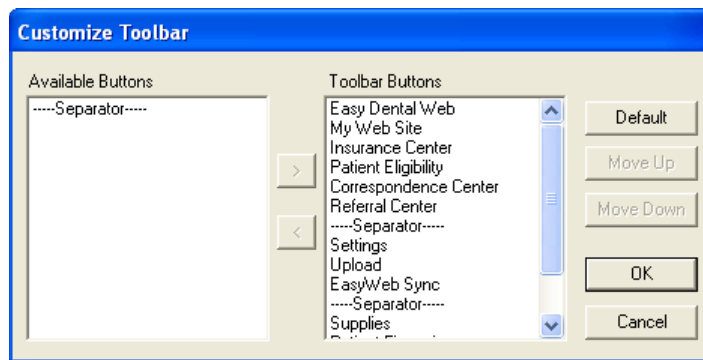 Customize Toolbar
Available Buttons
-----Separator-----
>
<
Toolbar Buttons
Easy Dental Web
My Web Site
Insurance Center
Patient Eligibility
Correspondence Center
Referral Center
-----Separator-----
Settings
Upload
EasyWeb Sync
-----Separator-----
Supplies
Default
Move Up
Move Down
OK
Cancel